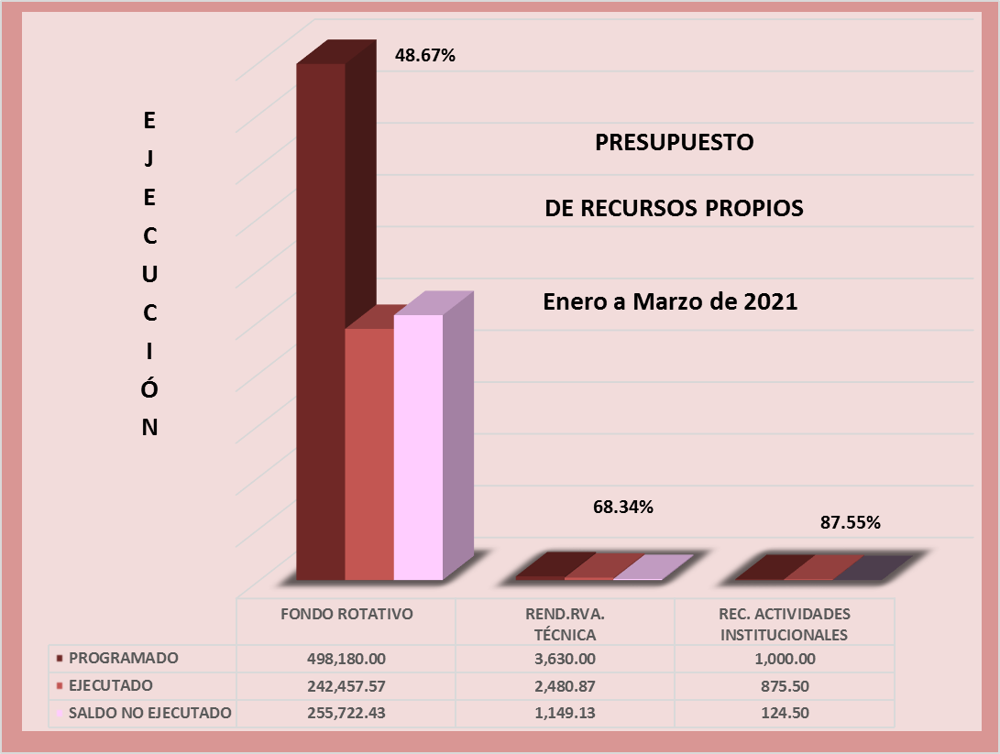 48.67%
E
J
E
C
U
C
I
Ó
N
PRESUPUESTO
DE RECURSOS PROPIOS
Enero a Marzo de 2021
68.34%
87.55%
FONDO ROTATIVO REND.RVA. REC. ACTIVIDADES
TÉCNICA INSTITUCIONALES
PROGRAMADO 498,180.00 3,630.00 1,000.00
EJECUTADO 242,457.57 2,480.87 875.50
SALDO NO EJECUTADO 255,722.43 1,149.13 124.50